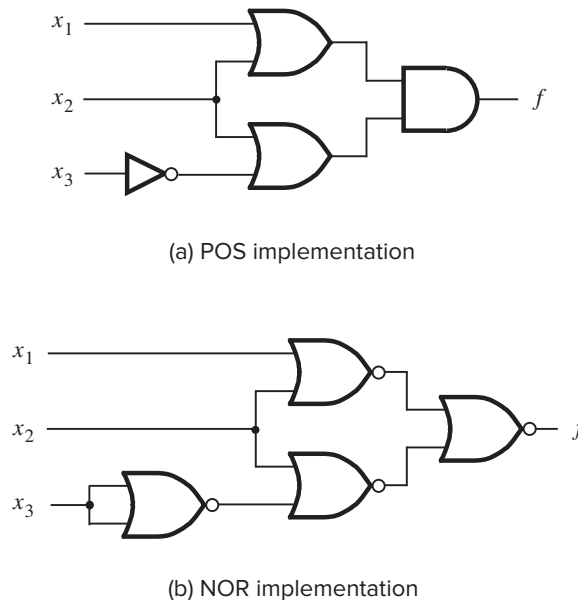 x₁
x₂
f
x₃
(a) POS implementation
x₁
x₂
f
x₃
(b) NOR implementation